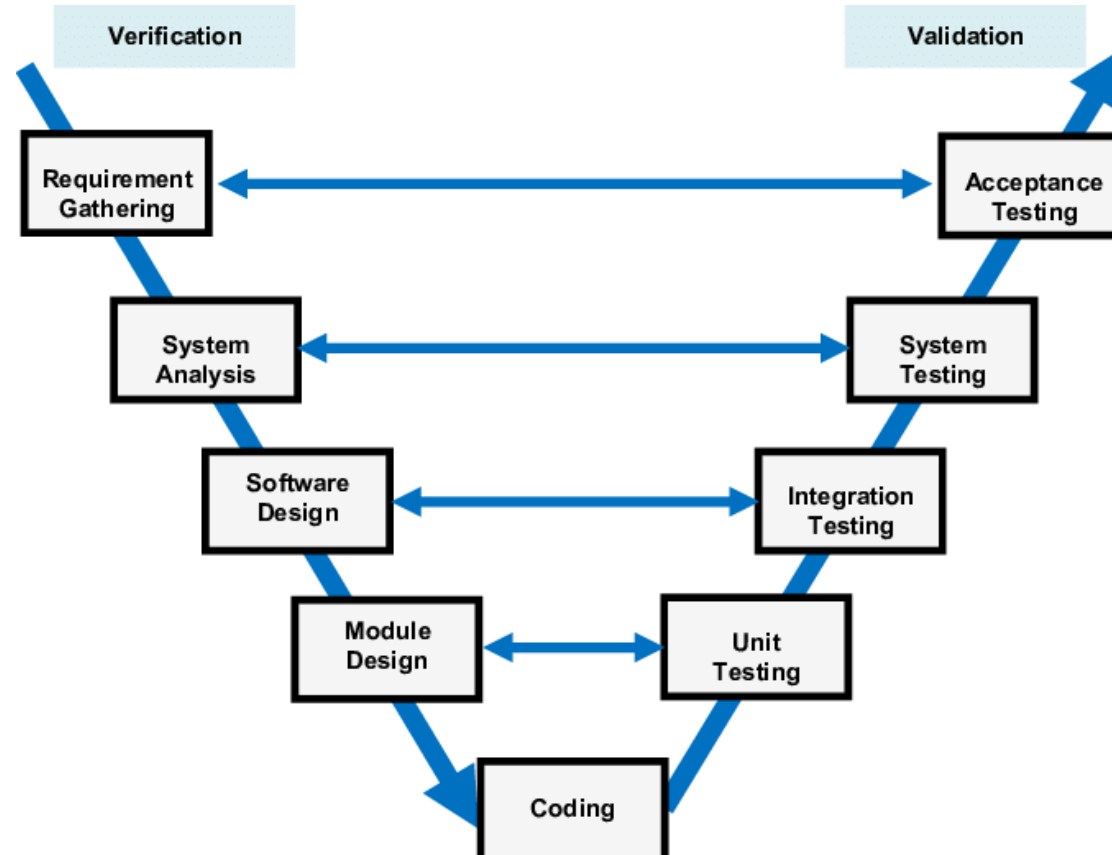 Verification
Validation
Requirement
Gathering
Acceptance
Testing
System
Analysis
System
Testing
Software
Design
Integration
Testing
Module
Design
Unit
Testing
Coding